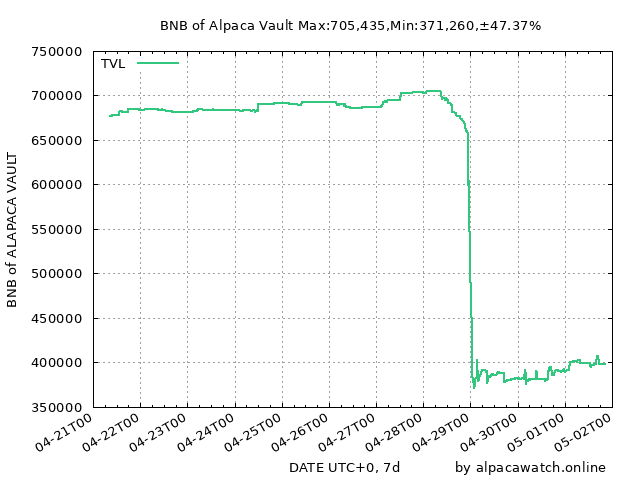 BNB of Alpaca Vault Max:705,435,Min:371,260,±47.37%
TVL
750000
700000
650000
600000
550000
500000
450000
400000
350000
BNB of ALAPACA VAULT
04-21T00
04-22T00
04-23T00
04-24T00
04-25T00
04-26T00
04-27T00
04-28T00
04-29T00
04-30T00
05-01T00
05-02T00
DATE UTC+0, 7d
by alpacawatch.online